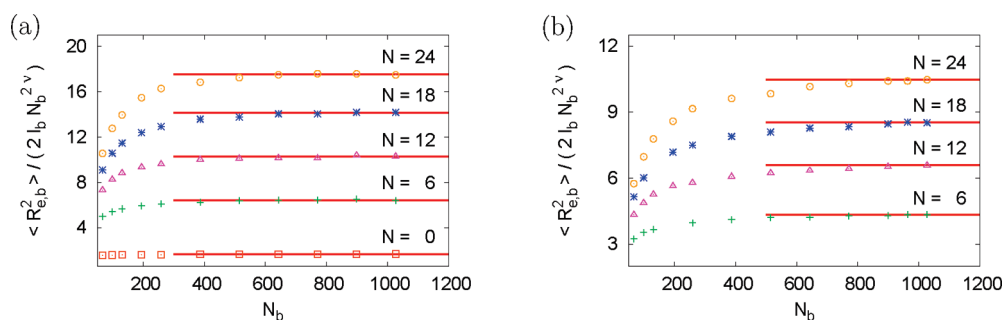 (a)
< R²e,b > / ( 2 lb Nb² ν )
20
16
12
8
4
N = 24
N = 18
N = 12
N = 6
N = 0
200 400 600 800 1000 1200
Nb
(b)
< R²e,b > / ( 2 lb Nb² ν )
12
9
6
3
N = 24
N = 18
N = 12
N = 6
200 400 600 800 1000 1200
Nb